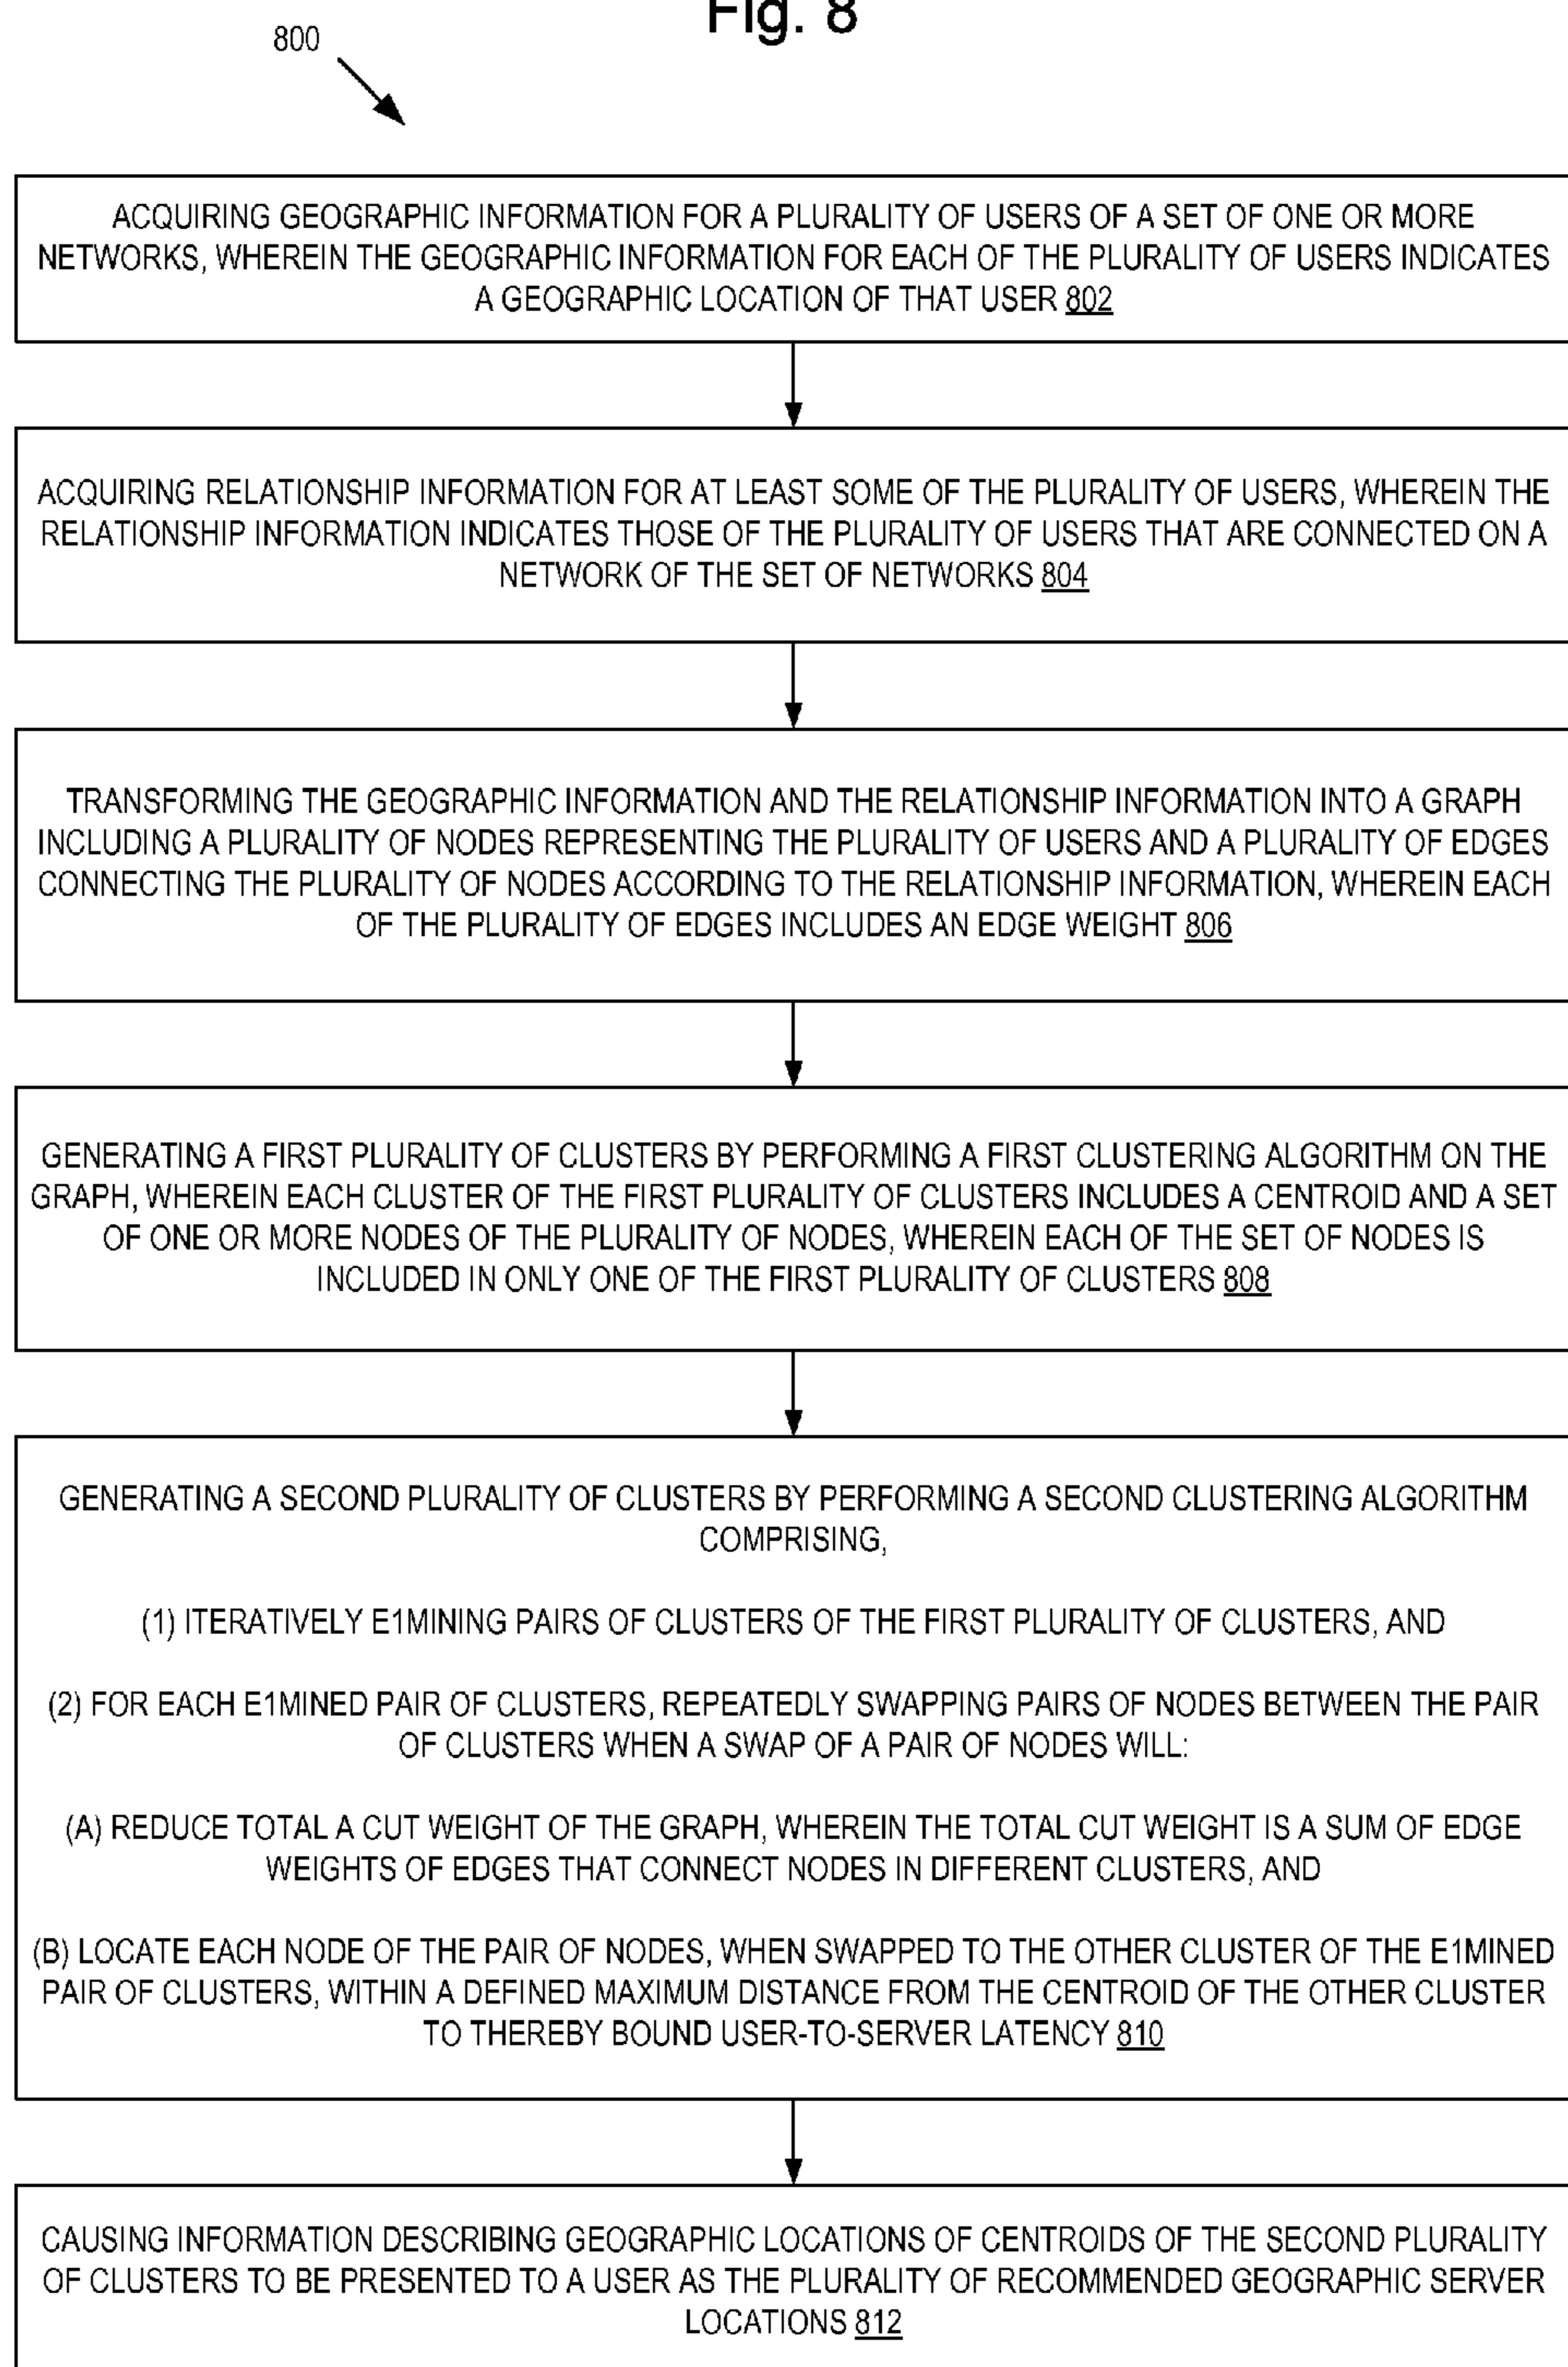 Fig. 8
800
ACQUIRING GEOGRAPHIC INFORMATION FOR A PLURALITY OF USERS OF A SET OF ONE OR MORE
NETWORKS, WHEREIN THE GEOGRAPHIC INFORMATION FOR EACH OF THE PLURALITY OF USERS INDICATES
A GEOGRAPHIC LOCATION OF THAT USER 802
ACQUIRING RELATIONSHIP INFORMATION FOR AT LEAST SOME OF THE PLURALITY OF USERS, WHEREIN THE
RELATIONSHIP INFORMATION INDICATES THOSE OF THE PLURALITY OF USERS THAT ARE CONNECTED ON A
NETWORK OF THE SET OF NETWORKS 804
TRANSFORMING THE GEOGRAPHIC INFORMATION AND THE RELATIONSHIP INFORMATION INTO A GRAPH
INCLUDING A PLURALITY OF NODES REPRESENTING THE PLURALITY OF USERS AND A PLURALITY OF EDGES
CONNECTING THE PLURALITY OF NODES ACCORDING TO THE RELATIONSHIP INFORMATION, WHEREIN EACH
OF THE PLURALITY OF EDGES INCLUDES AN EDGE WEIGHT 806
GENERATING A FIRST PLURALITY OF CLUSTERS BY PERFORMING A FIRST CLUSTERING ALGORITHM ON THE
GRAPH, WHEREIN EACH CLUSTER OF THE FIRST PLURALITY OF CLUSTERS INCLUDES A CENTROID AND A SET
OF ONE OR MORE NODES OF THE PLURALITY OF NODES, WHEREIN EACH OF THE SET OF NODES IS
INCLUDED IN ONLY ONE OF THE FIRST PLURALITY OF CLUSTERS 808
GENERATING A SECOND PLURALITY OF CLUSTERS BY PERFORMING A SECOND CLUSTERING ALGORITHM
COMPRISING,
(1) ITERATIVELY E1MINING PAIRS OF CLUSTERS OF THE FIRST PLURALITY OF CLUSTERS, AND
(2) FOR EACH E1MINED PAIR OF CLUSTERS, REPEATEDLY SWAPPING PAIRS OF NODES BETWEEN THE PAIR
OF CLUSTERS WHEN A SWAP OF A PAIR OF NODES WILL:
(A) REDUCE TOTAL A CUT WEIGHT OF THE GRAPH, WHEREIN THE TOTAL CUT WEIGHT IS A SUM OF EDGE
WEIGHTS OF EDGES THAT CONNECT NODES IN DIFFERENT CLUSTERS, AND
(B) LOCATE EACH NODE OF THE PAIR OF NODES, WHEN SWAPPED TO THE OTHER CLUSTER OF THE E1MINED
PAIR OF CLUSTERS, WITHIN A DEFINED MAXIMUM DISTANCE FROM THE CENTROID OF THE OTHER CLUSTER
TO THEREBY BOUND USER-TO-SERVER LATENCY 810
CAUSING INFORMATION DESCRIBING GEOGRAPHIC LOCATIONS OF CENTROIDS OF THE SECOND PLURALITY
OF CLUSTERS TO BE PRESENTED TO A USER AS THE PLURALITY OF RECOMMENDED GEOGRAPHIC SERVER
LOCATIONS 812